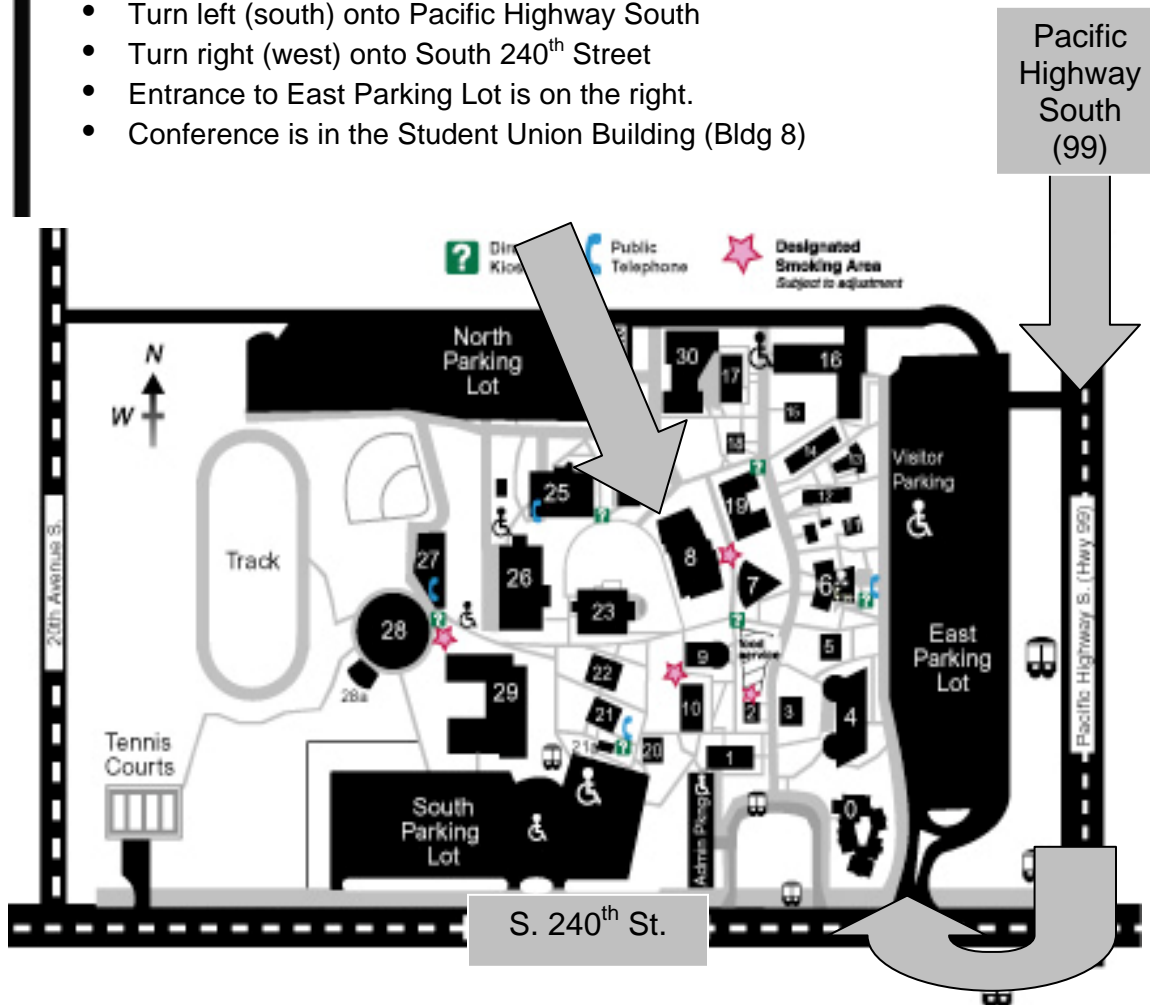 • Turn left (south) onto Pacific Highway South
• Turn right (west) onto South 240th Street
• Entrance to East Parking Lot is on the right.
• Conference is in the Student Union Building (Bldg 8)
Pacific
Highway
South
(99)
?
Public
Telephone
Designated
Smoking Area
Subject to adjustment
N
W
North
Parking
Lot
30
17
16
15
18
14
13
Visitor
Parking
12
11
19
25
8
7
6
27
26
23
Track
28
28a
29
22
21
21a
20
9
food
service
10
2
3
4
5
1
0
East
Parking
Lot
20th Avenue S.
Pacific Highway S. (Hwy 99)
Tennis
Courts
South
Parking
Lot
Admin Pkng
S. 240th St.